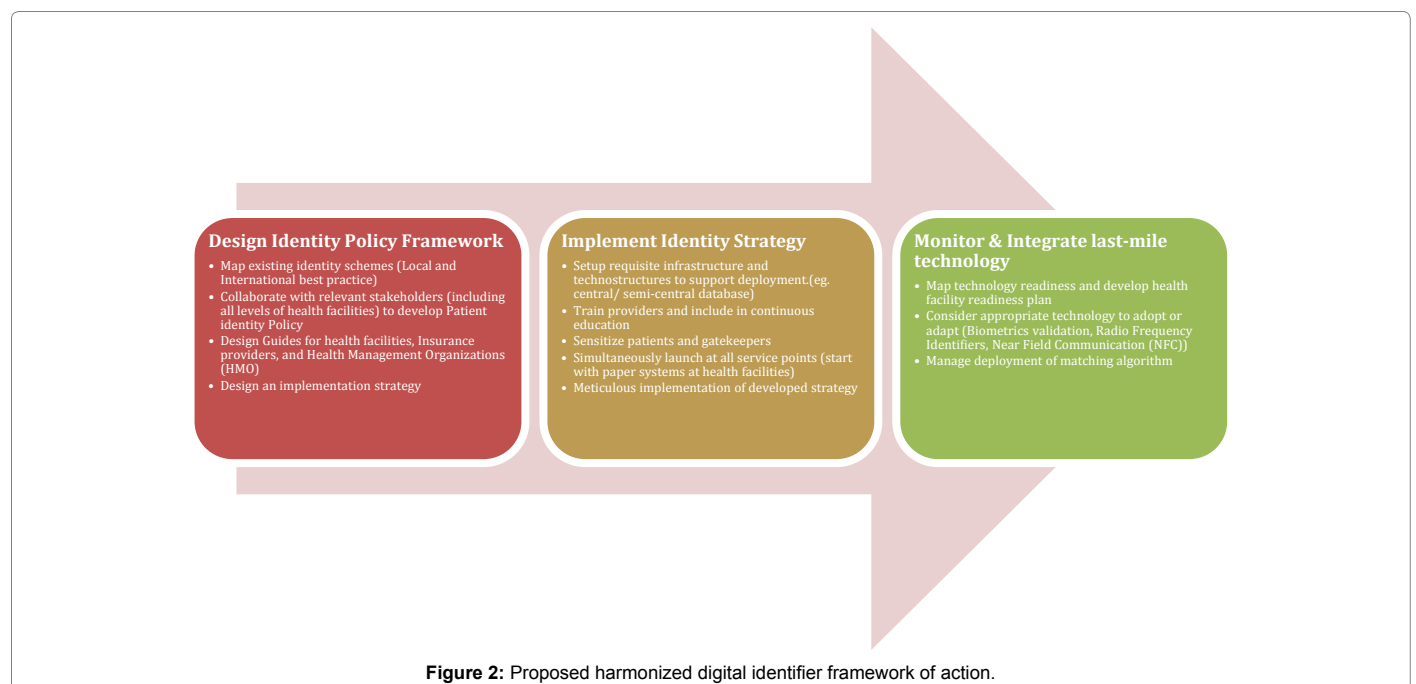 Design Identity Policy Framework
• Map existing identity schemes (Local and
International best practice)
• Collaborate with relevant stakeholders (including
all levels of health facilities) to develop Patient
identity Policy
• Design Guides for health facilities, Insurance
providers, and Health Management Organizations
(HMO)
• Design an implementation strategy
Implement Identity Strategy
• Setup requisite infrastructure and
technostructures to support deployment.(eg.
central/ semi-central database)
• Train providers and include in continuous
education
• Sensitize patients and gatekeepers
• Simultaneously launch at all service points (start
with paper systems at health facilities)
• Meticulous implementation of developed strategy
Monitor & Integrate last-mile
technology
• Map technology readiness and develop health
facility readiness plan
• Consider appropriate technology to adopt or
adapt (Biometrics validation, Radio Frequency
Identifiers, Near Field Communication (NFC))
• Manage deployment of matching algorithm
Figure 2: Proposed harmonized digital identifier framework of action.